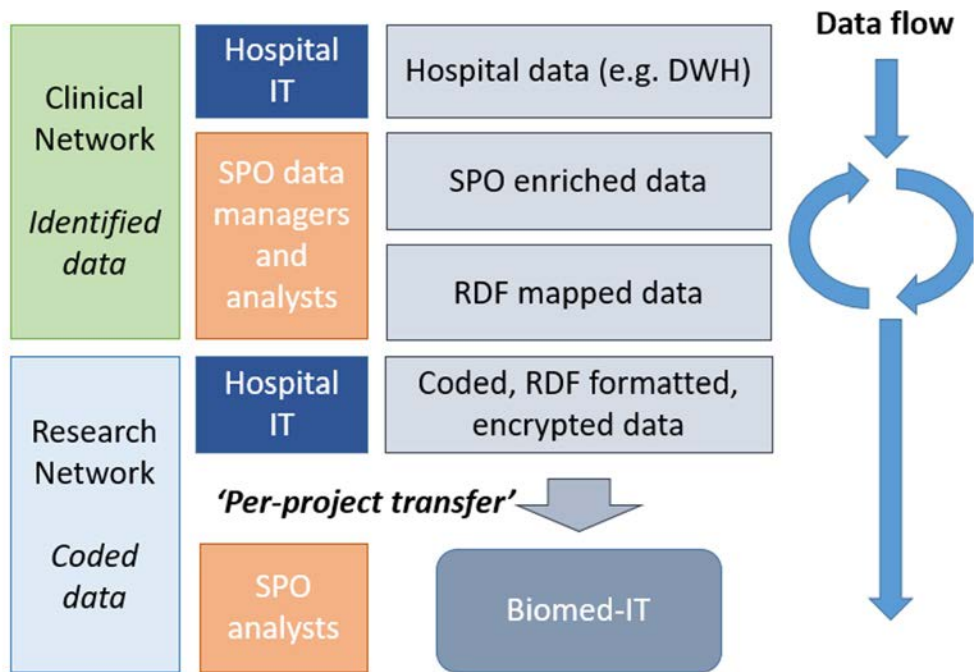 Data flow
Clinical
Network
Identified
data
Hospital
IT
Hospital data (e.g. DWH)
SPO data
managers
and
analysts
SPO enriched data
RDF mapped data
Research
Network
Coded
data
Hospital
IT
Coded, RDF formatted,
encrypted data
‘Per-project transfer’
SPO
analysts
Biomed-IT